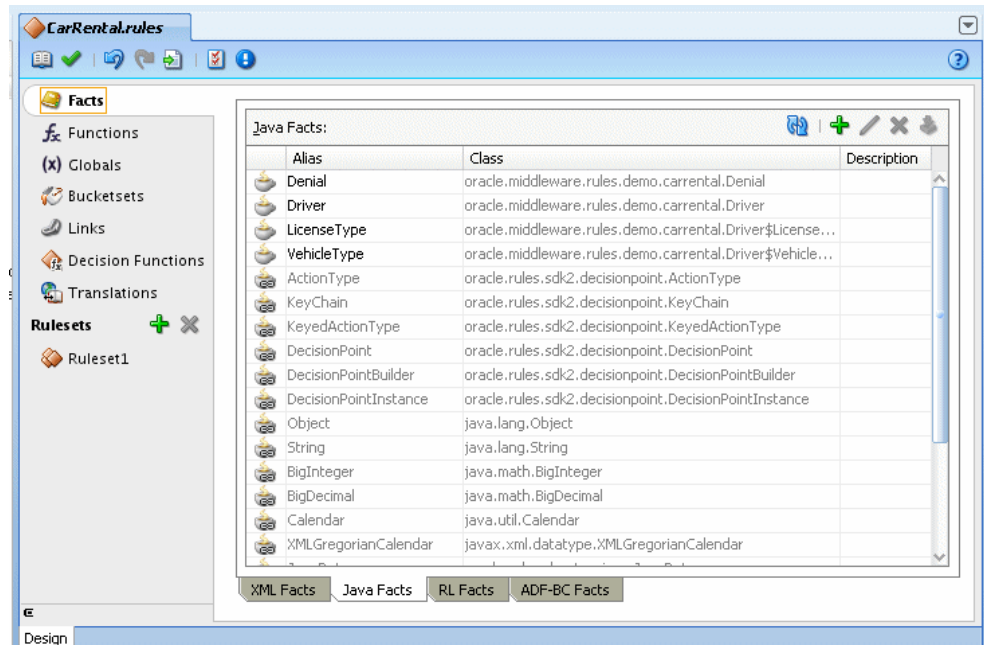 CarRental.rules
Facts
Functions
(x) Globals
Bucketsets
Links
Decision Functions
Translations
Rulesets
Ruleset1
Java Facts:
Alias Class Description
Denial oracle.middleware.rules.demo.carrental.Denial
Driver oracle.middleware.rules.demo.carrental.Driver
LicenseType oracle.middleware.rules.demo.carrental.Driver$License...
VehicleType oracle.middleware.rules.demo.carrental.Driver$Vehicle...
ActionType oracle.rules.sdk2.decisionpoint.ActionType
KeyChain oracle.rules.sdk2.decisionpoint.KeyChain
KeyedActionType oracle.rules.sdk2.decisionpoint.KeyedActionType
DecisionPoint oracle.rules.sdk2.decisionpoint.DecisionPoint
DecisionPointBuilder oracle.rules.sdk2.decisionpoint.DecisionPointBuilder
DecisionPointInstance oracle.rules.sdk2.decisionpoint.DecisionPointInstance
Object java.lang.Object
String java.lang.String
BigInteger java.math.BigInteger
BigDecimal java.math.BigDecimal
Calendar java.util.Calendar
XMLGregorianCalendar javax.xml.datatype.XMLGregorianCalendar
XML Facts Java Facts RL Facts ADF-BC Facts
Design